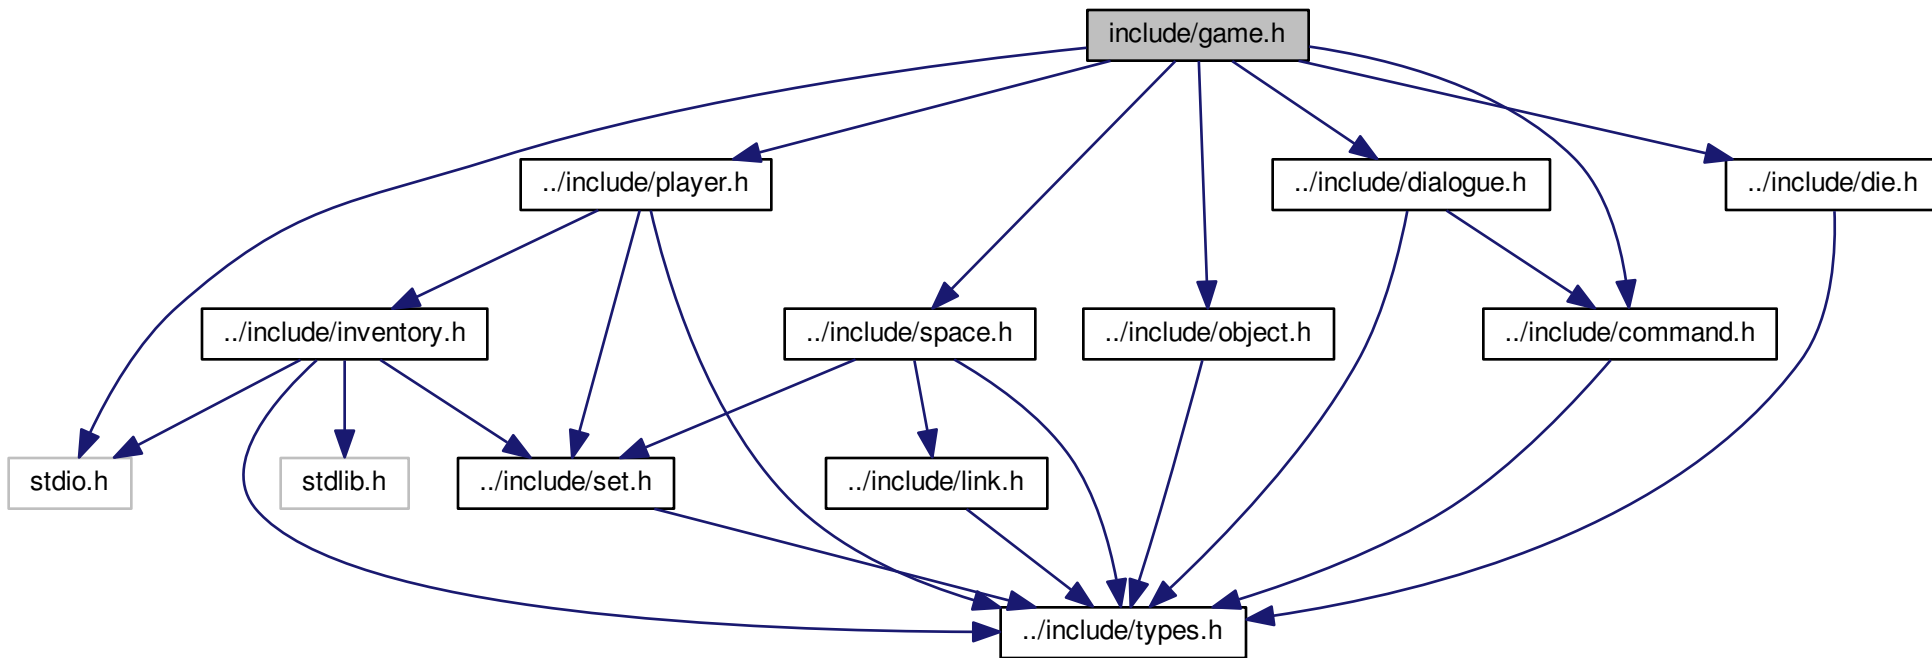 include/game.h
../include/player.h
../include/dialogue.h
../include/die.h
../include/inventory.h
../include/space.h
../include/object.h
../include/command.h
stdio.h
stdlib.h
../include/set.h
../include/link.h
../include/types.h